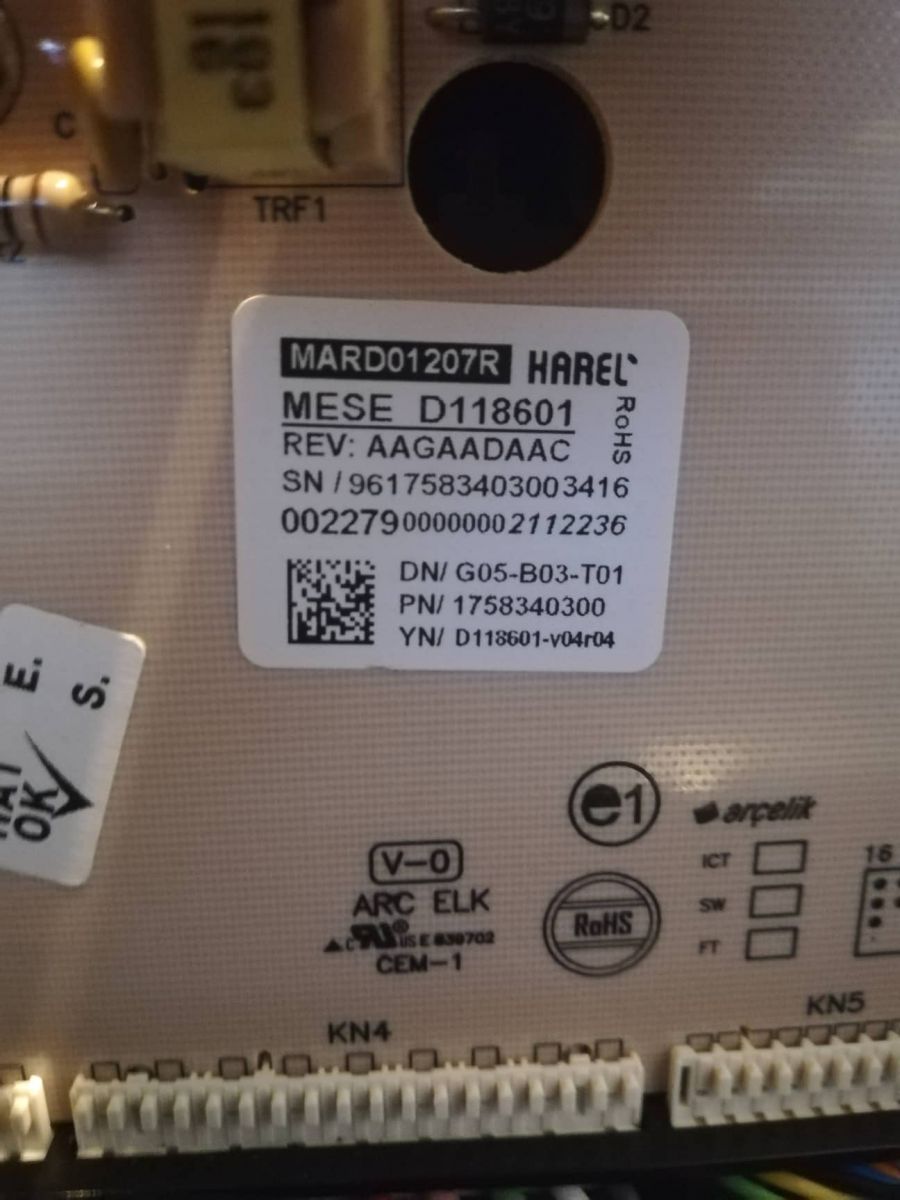 D2
C
TRF1
MARD01207R HAREL
MESE D118601
RoHS
REV: AAGAADAAC
SN / 9617583403003416
002279 0000000 2112236
DN/ G05-B03-T01
PN/ 1758340300
YN/ D118601-v04r04
E.
S.
OK
e1
arçelik
V-0
ICT
16
ARC ELK
SW
RoHS
FT
CEM-1
KN5
KN4